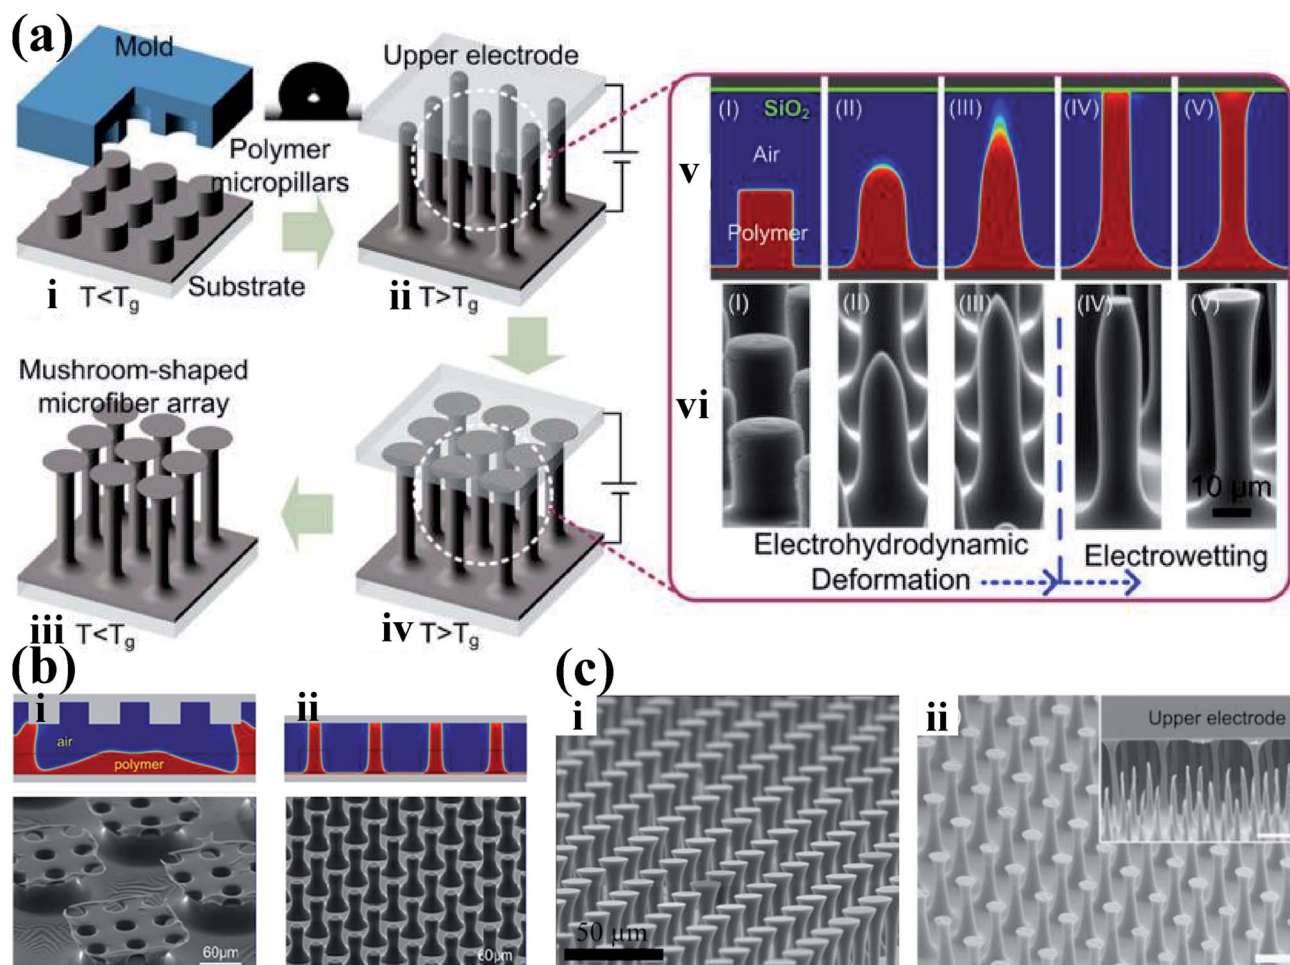 (a)
Mold
Upper electrode
Polymer
micropillars
Substrate
i T<Tg
ii T>Tg
Mushroom-shaped
microfiber array
iii T<Tg
iv T>Tg
v
(I)
SiO₂
(II)
(III)
(IV)
(V)
Air
Polymer
vi
(I)
(II)
(III)
(IV)
(V)
10 μm
Electrohydrodynamic
Deformation
Electrowetting
(b)
i
air
polymer
ii
60μm
60μm
(c)
i
50 μm
ii
Upper electrode